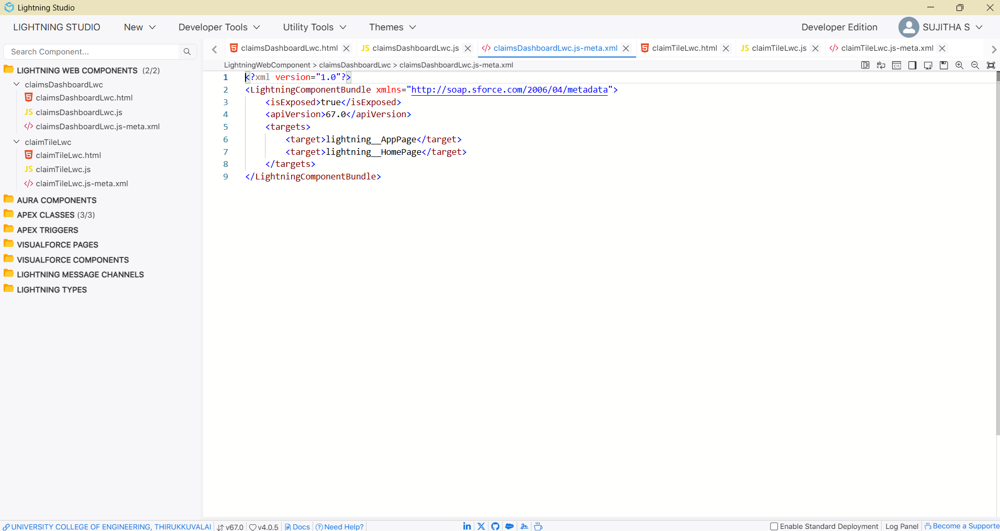 Lightning Studio
LIGHTNING STUDIO New Developer Tools Utility Tools Themes Developer Edition SUJITHA S
Search Component...
claimsDashboardLwc.html JS claimsDashboardLwc.js </> claimsDashboardLwc.js-meta.xml claimTileLwc.html JS claimTileLwc.js </> claimTileLwc.js-meta.xml
LightningWebComponent > claimsDashboardLwc > claimsDashboardLwc.js-meta.xml
LIGHTNING WEB COMPONENTS (2/2)
claimsDashboardLwc
claimsDashboardLwc.html
JS claimsDashboardLwc.js
</> claimsDashboardLwc.js-meta.xml
claimTileLwc
claimTileLwc.html
JS claimTileLwc.js
</> claimTileLwc.js-meta.xml
AURA COMPONENTS
APEX CLASSES (3/3)
APEX TRIGGERS
VISUALFORCE PAGES
VISUALFORCE COMPONENTS
LIGHTNING MESSAGE CHANNELS
LIGHTNING TYPES
1 <?xml version="1.0"?>
2 <LightningComponentBundle xmlns="http://soap.sforce.com/2006/04/metadata">
3 <isExposed>true</isExposed>
4 <apiVersion>67.0</apiVersion>
5 <targets>
6 <target>lightning__AppPage</target>
7 <target>lightning__HomePage</target>
8 </targets>
9 </LightningComponentBundle>
UNIVERSITY COLLEGE OF ENGINEERING, THIRUKKUVALAI v67.0 v4.0.5 Docs Need Help? Enable Standard Deployment Log Panel Become a Supporte